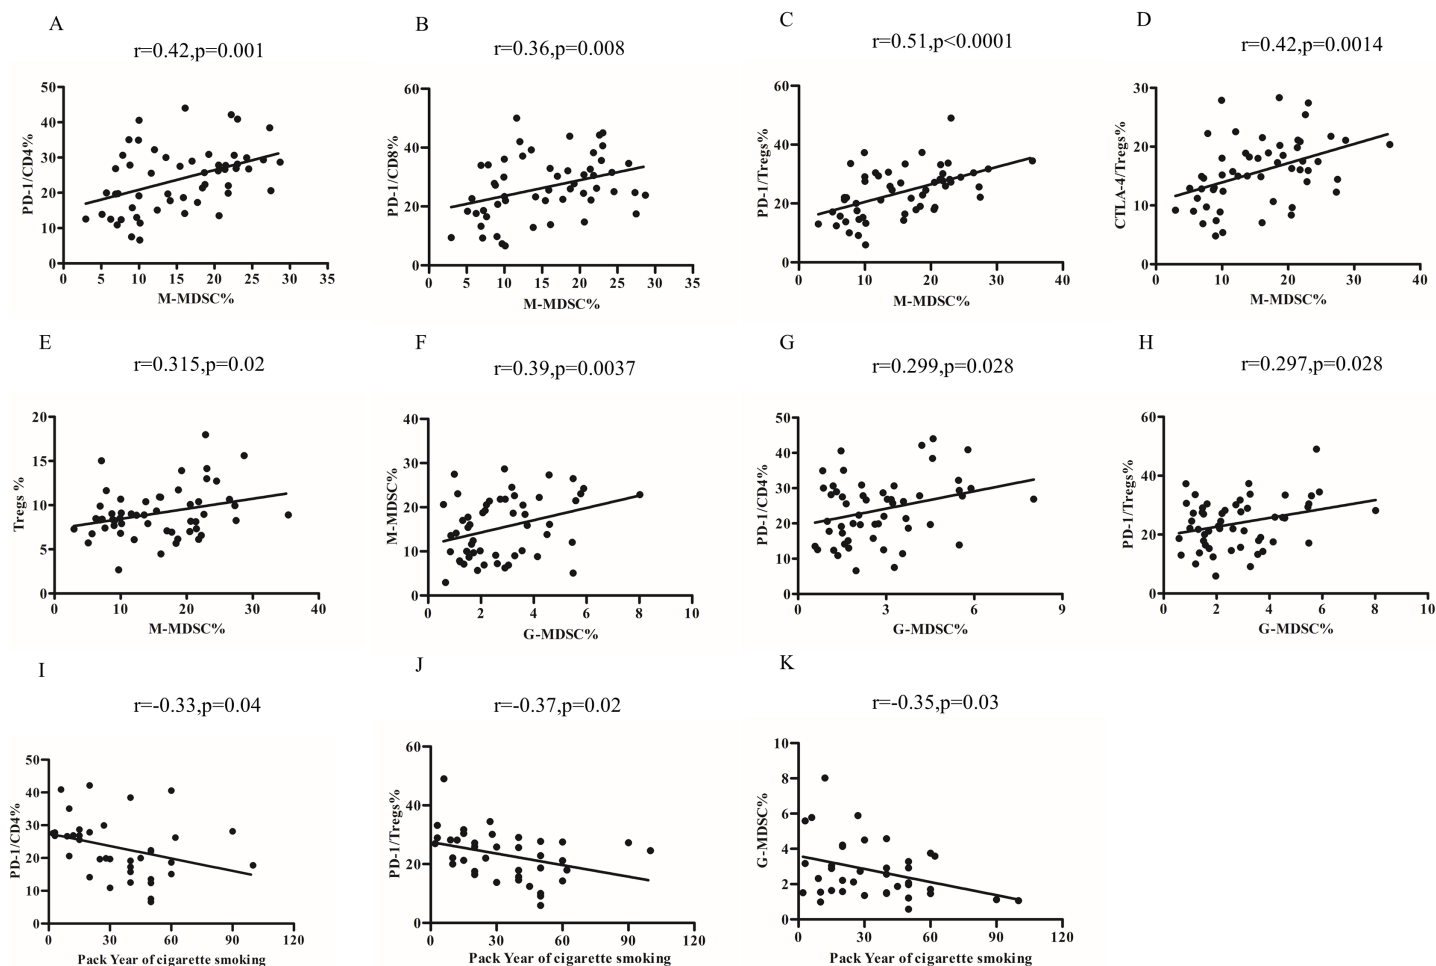 A
r=0.42,p=0.001
PD-1/CD4%
50
40
30
20
10
0
0 5 10 15 20 25 30 35
M-MDSC%
B
r=0.36,p=0.008
PD-1/CD8%
60
40
20
0
0 5 10 15 20 25 30 35
M-MDSC%
C
r=0.51,p<0.0001
PD-1/Tregs%
60
40
20
0
0 10 20 30 40
M-MDSC%
D
r=0.42,p=0.0014
CTLA-4/Tregs%
30
20
10
0
0 10 20 30 40
M-MDSC%
E
r=0.315,p=0.02
Tregs %
20
15
10
5
0
0 10 20 30 40
M-MDSC%
F
r=0.39,p=0.0037
M-MDSC%
40
30
20
10
0
0 2 4 6 8 10
G-MDSC%
G
r=0.299,p=0.028
PD-1/CD4%
50
40
30
20
10
0
0 3 6 9
G-MDSC%
H
r=0.297,p=0.028
PD-1/Tregs%
60
40
20
0
0 2 4 6 8 10
G-MDSC%
I
r=-0.33,p=0.04
PD-1/CD4%
50
40
30
20
10
0
0 30 60 90 120
Pack Year of cigarette smoking
J
r=-0.37,p=0.02
PD-1/Tregs%
60
40
20
0
0 30 60 90 120
Pack Year of cigarette smoking
K
r=-0.35,p=0.03
G-MDSC%
10
8
6
4
2
0
0 30 60 90 120
Pack Year of cigarette smoking